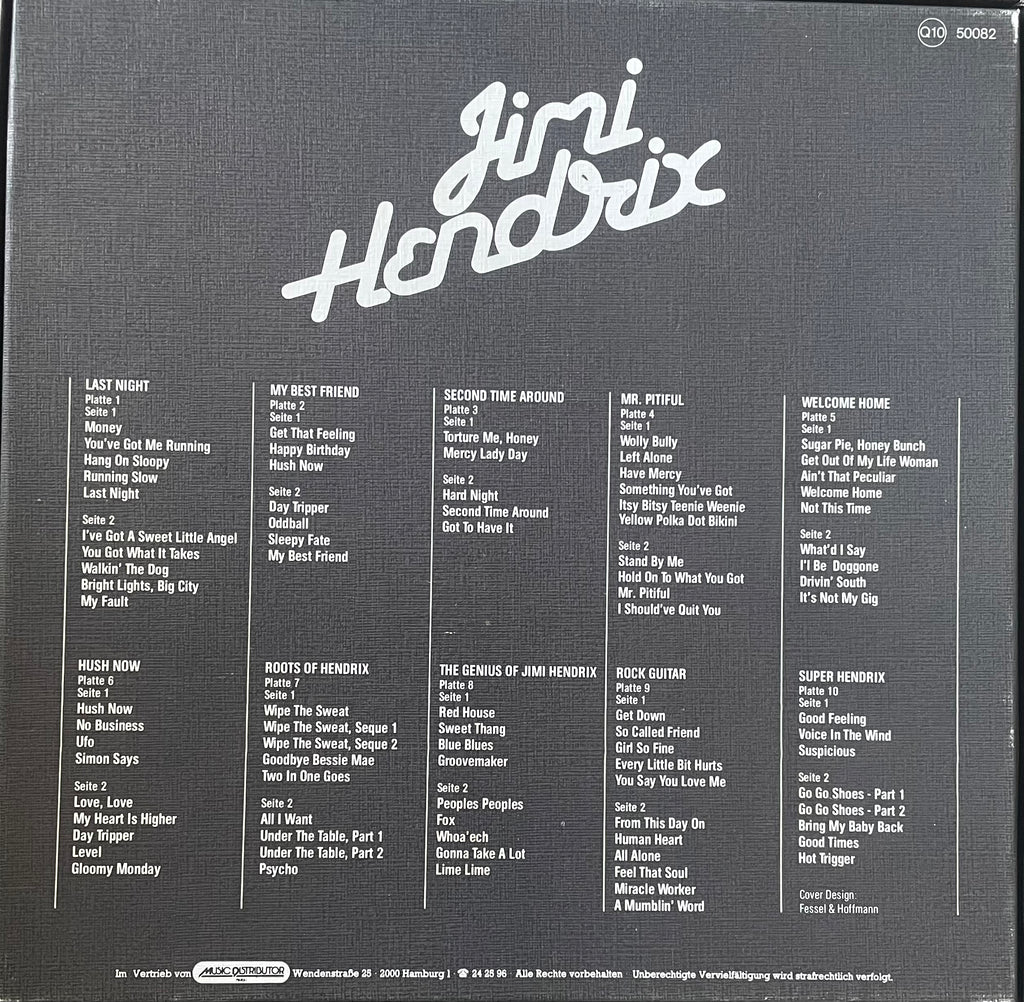 Q10 50082
Jimi
Hendrix
LAST NIGHT
Platte 1
Seite 1
Money
You've Got Me Running
Hang On Sloopy
Running Slow
Last Night
Seite 2
I've Got A Sweet Little Angel
You Got What It Takes
Walkin' The Dog
Bright Lights, Big City
My Fault
MY BEST FRIEND
Platte 2
Seite 1
Get That Feeling
Happy Birthday
Hush Now
Seite 2
Day Tripper
Oddball
Sleepy Fate
My Best Friend
SECOND TIME AROUND
Platte 3
Seite 1
Torture Me, Honey
Mercy Lady Day
Seite 2
Hard Night
Second Time Around
Got To Have It
MR. PITIFUL
Platte 4
Seite 1
Wolly Bully
Left Alone
Have Mercy
Something You've Got
Itsy Bitsy Teenie Weenie
Yellow Polka Dot Bikini
Seite 2
Stand By Me
Hold On To What You Got
Mr. Pitiful
I Should've Quit You
WELCOME HOME
Platte 5
Seite 1
Sugar Pie, Honey Bunch
Get Out Of My Life Woman
Ain't That Peculiar
Welcome Home
Not This Time
Seite 2
What'd I Say
I'l Be Doggone
Drivin' South
It's Not My Gig
HUSH NOW
Platte 6
Seite 1
Hush Now
No Business
Ufo
Simon Says
Seite 2
Love, Love
My Heart Is Higher
Day Tripper
Level
Gloomy Monday
ROOTS OF HENDRIX
Platte 7
Seite 1
Wipe The Sweat
Wipe The Sweat, Seque 1
Wipe The Sweat, Seque 2
Goodbye Bessie Mae
Two In One Goes
Seite 2
All I Want
Under The Table, Part 1
Under The Table, Part 2
Psycho
THE GENIUS OF JIMI HENDRIX
Platte 8
Seite 1
Red House
Sweet Thang
Blue Blues
Groovemaker
Seite 2
Peoples Peoples
Fox
Whoa'ech
Gonna Take A Lot
Lime Lime
ROCK GUITAR
Platte 9
Seite 1
Get Down
So Called Friend
Girl So Fine
Every Little Bit Hurts
You Say You Love Me
Seite 2
From This Day On
Human Heart
All Alone
Feel That Soul
Miracle Worker
A Mumblin' Word
SUPER HENDRIX
Platte 10
Seite 1
Good Feeling
Voice In The Wind
Suspicious
Seite 2
Go Go Shoes - Part 1
Go Go Shoes - Part 2
Bring My Baby Back
Good Times
Hot Trigger
Cover Design:
Fessel & Hoffmann
Im Vertrieb von MUSIC DISTRIBUTOR Wendenstraße 25 · 2000 Hamburg 1 · ☎ 24 25 96 · Alle Rechte vorbehalten · Unberechtigte Vervielfältigung wird strafrechtlich verfolgt.